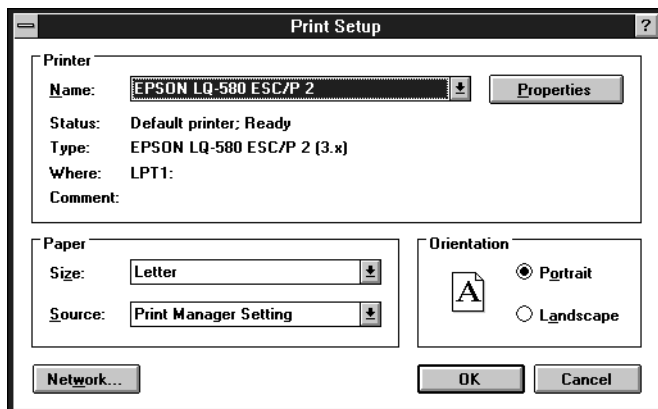 Print Setup ?
Printer
Name: EPSON LQ-580 ESC/P 2 Properties
Status: Default printer; Ready
Type: EPSON LQ-580 ESC/P 2 (3.x)
Where: LPT1:
Comment:
Paper
Size: Letter
Source: Print Manager Setting
Orientation
A
Portrait
Landscape
Network... OK Cancel